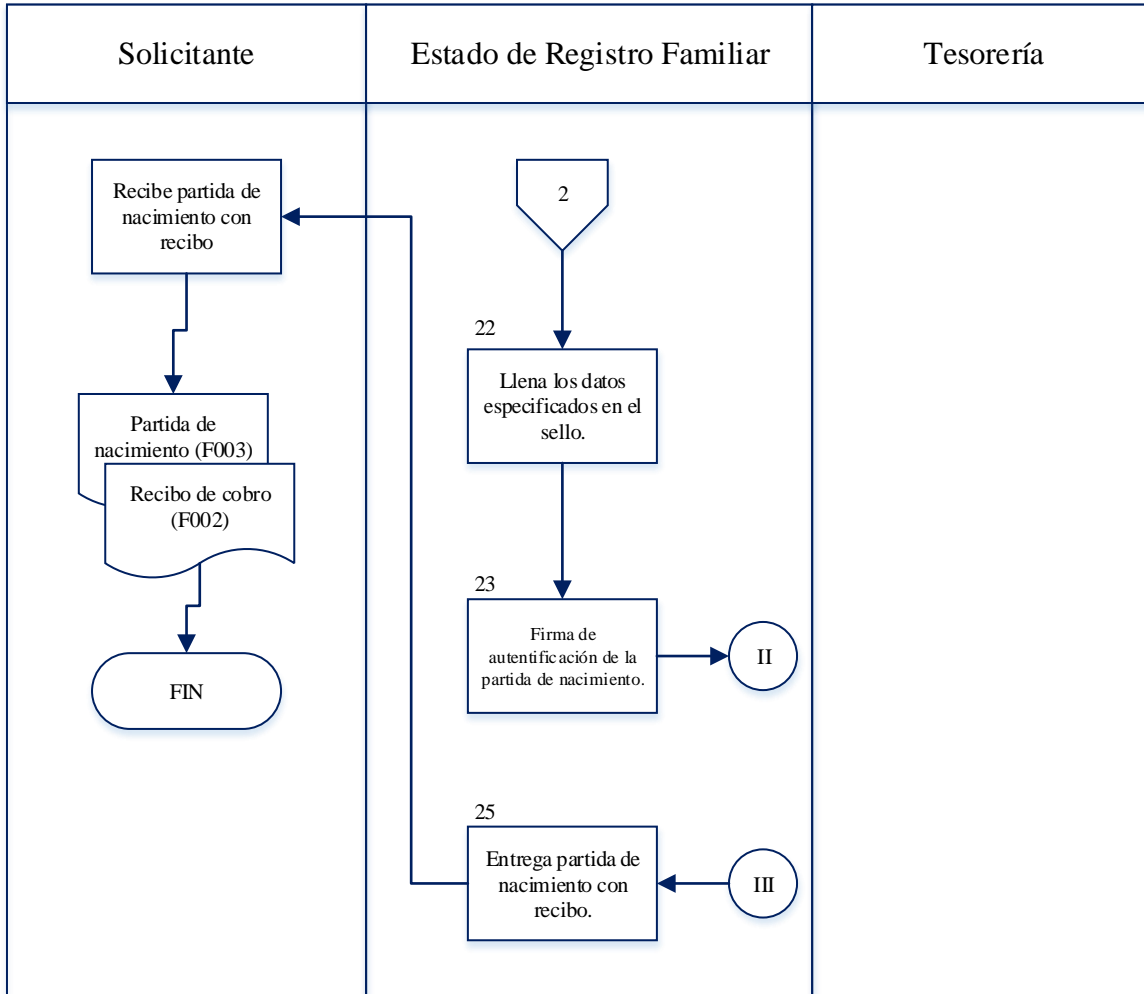 Solicitante
Estado de Registro Familiar
Tesorería
Recibe partida de
nacimiento con
recibo
Partida de
nacimiento (F003)
Recibo de cobro
(F002)
FIN
2
22
Llena los datos
especificados en el
sello.
23
Firma de
autentificación de la
partida de nacimiento.
II
25
Entrega partida de
nacimiento con
recibo.
III